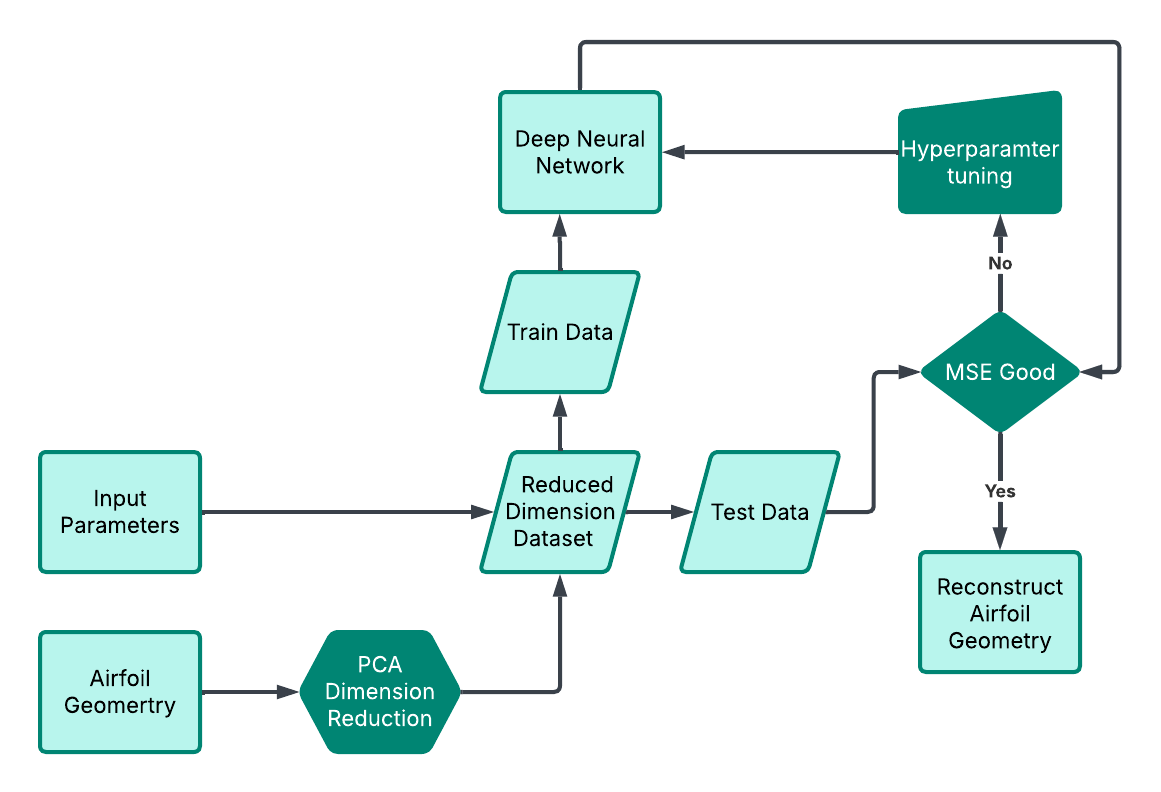 Deep Neural
Network
Hyperparamter
tuning
No
Train Data
MSE Good
Input
Parameters
Reduced
Dimension
Dataset
Test Data
Yes
Reconstruct
Airfoil
Geometry
Airfoil
Geomertry
PCA
Dimension
Reduction